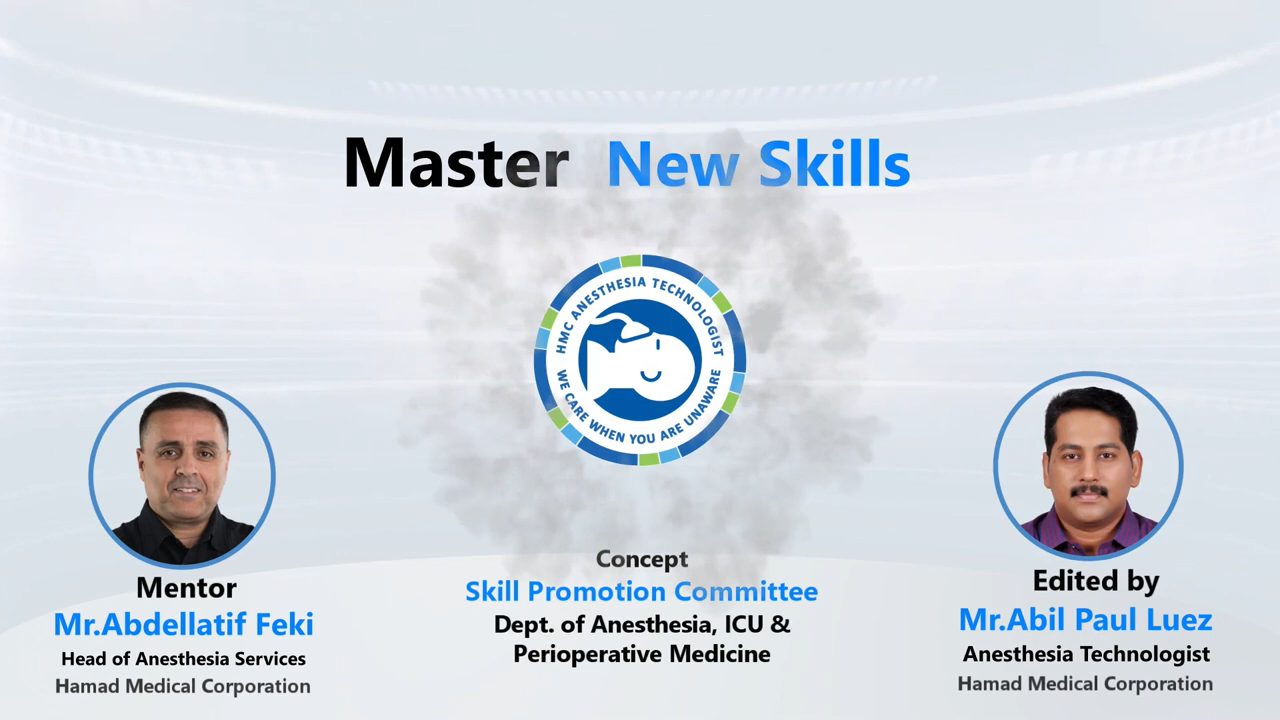 Master New Skills
HMC ANESTHESIA TECHNOLOGIST
WE CARE WHEN YOU ARE UNAWARE
Mentor
Mr.Abdellatif Feki
Head of Anesthesia Services
Hamad Medical Corporation
Concept
Skill Promotion Committee
Dept. of Anesthesia, ICU &
Perioperative Medicine
Edited by
Mr.Abil Paul Luez
Anesthesia Technologist
Hamad Medical Corporation